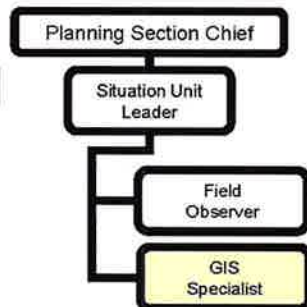 Planning Section Chief
Situation Unit
Leader
Field
Observer
GIS
Specialist